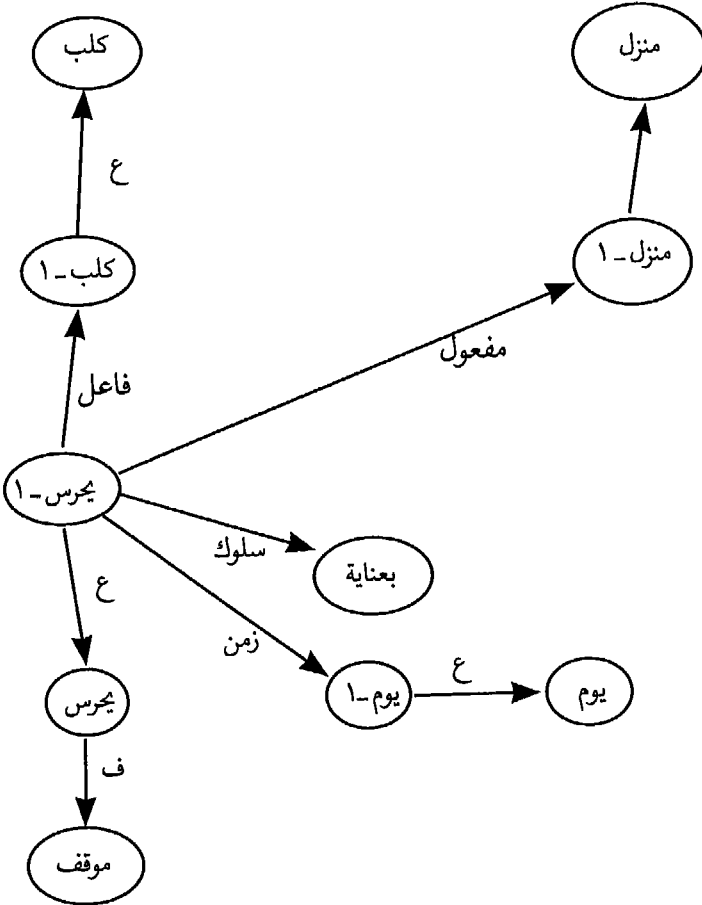 كلب
منزل
ع
كلب-١
منزل-١
مفعول
فاعل
يحرس-١
سلوك
بعناية
ع
زمن
يحرس
يوم-١
ع
يوم
ف
موقف